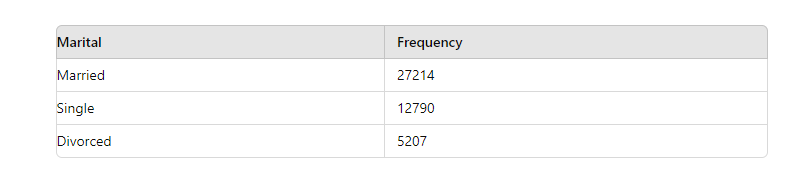 Marital Frequency
Married 27214
Single 12790
Divorced 5207